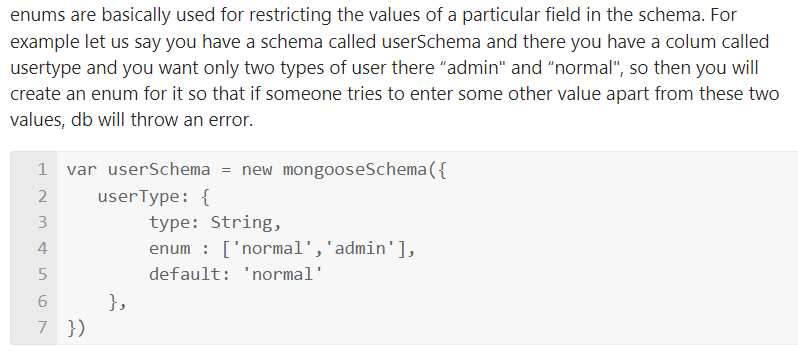 enums are basically used for restricting the values of a particular field in the schema. For
example let us say you have a schema called userSchema and there you have a colum called
usertype and you want only two types of user there “admin" and “normal", so then you will
create an enum for it so that if someone tries to enter some other value apart from these two
values, db will throw an error.
1 var userSchema = new mongooseSchema({
2    userType: {
3         type: String,
4         enum : ['normal','admin'],
5         default: 'normal'
6     },
7 })